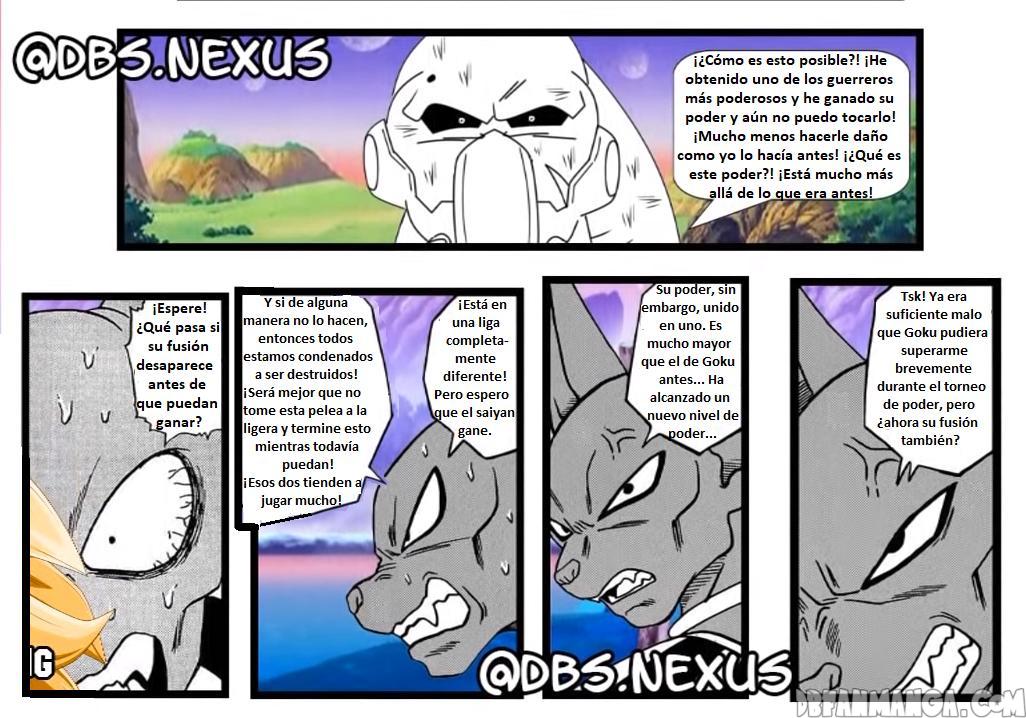 @DBS.NEXUS
¡¿Cómo es esto posible?! ¡He
obtenido uno de los guerreros
más poderosos y he ganado su
poder y aún no puedo tocarlo!
¡Mucho menos hacerle daño
como yo lo hacía antes! ¡¿Qué es
este poder?! ¡Está mucho más
allá de lo que era antes!
¡Espere!
¿Qué pasa si
su fusión
desaparece
antes de
que puedan
ganar?
Y si de alguna
manera no lo hacen,
entonces todos
estamos condenados
a ser destruidos!
¡Será mejor que no
tome esta pelea a la
ligera y termine esto
mientras todavía
puedan!
¡Esos dos tienden a
jugar mucho!
¡Está en
una liga
completa-
mente
diferente!
Pero espero
que el saiyan
gane.
Su poder, sin
embargo, unido
en uno. Es
mucho mayor
que el de Goku
antes... Ha
alcanzado un
nuevo nivel de
poder...
Tsk! Ya era
suficiente malo
que Goku pudiera
superarme
brevemente
durante el torneo
de poder, pero
¿ahora su fusión
también?
NG
@DBS.NEXUS
DBFANMANGA.COM